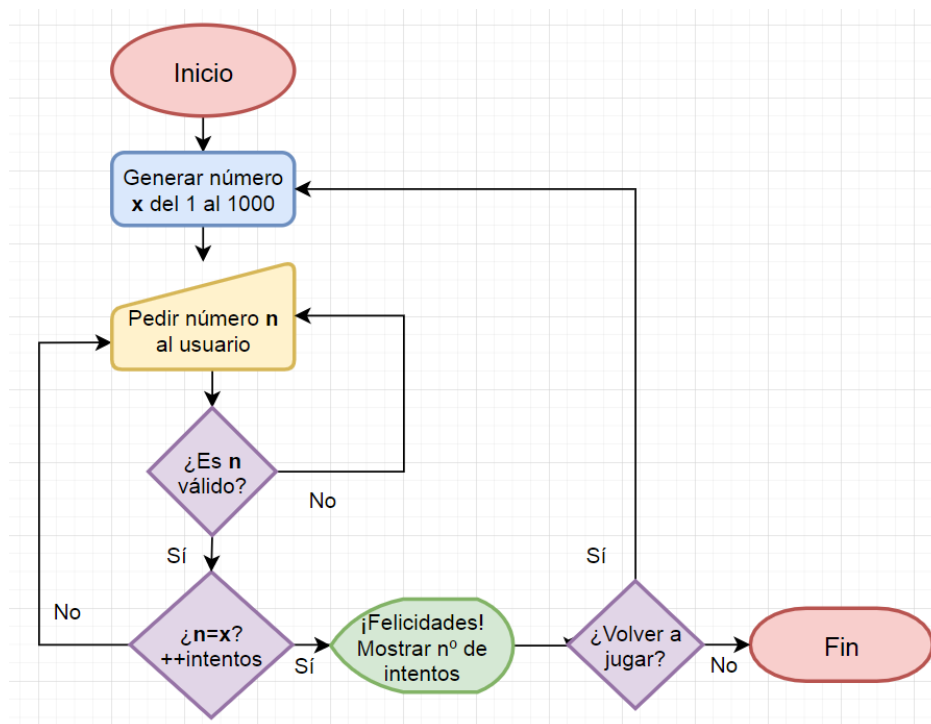 Inicio
Generar número
x del 1 al 1000
Pedir número n
al usuario
¿Es n
válido?
No
Sí
¿n=x?
++intentos
No
Sí
¡Felicidades!
Mostrar nº de
intentos
¿Volver a
jugar?
Sí
No
Fin